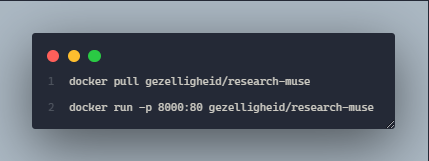 1 docker pull gezelligheid/research-muse
2 docker run -p 8000:80 gezelligheid/research-muse